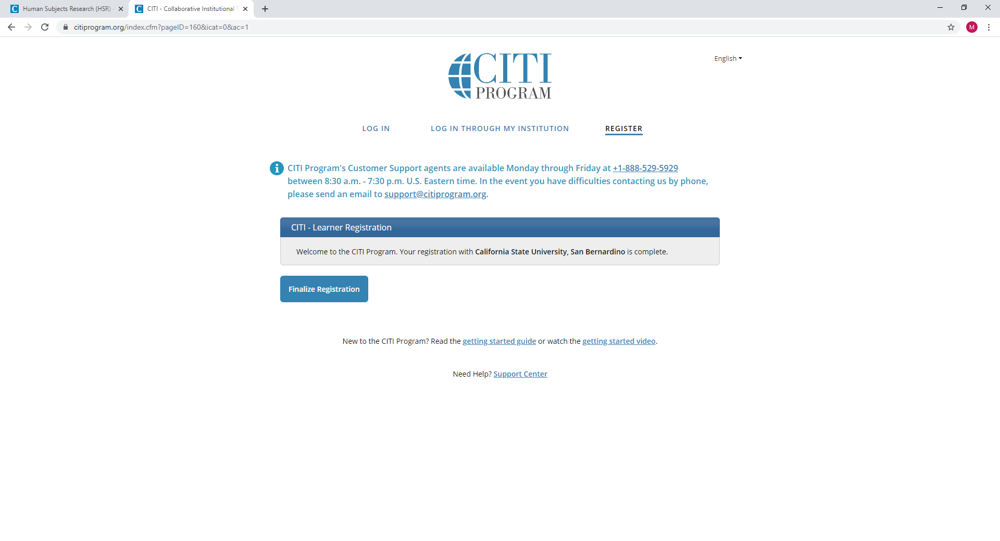 Human Subjects Research (HSR)
CITI - Collaborative Institutional
citiprogram.org/index.cfm?pageID=160&icat=0&ac=1
M
CITI
PROGRAM
English
LOG IN
LOG IN THROUGH MY INSTITUTION
REGISTER
CITI Program's Customer Support agents are available Monday through Friday at +1-888-529-5929
between 8:30 a.m. - 7:30 p.m. U.S. Eastern time. In the event you have difficulties contacting us by phone,
please send an email to support@citiprogram.org.
CITI - Learner Registration
Welcome to the CITI Program. Your registration with California State University, San Bernardino is complete.
Finalize Registration
New to the CITI Program? Read the getting started guide or watch the getting started video.
Need Help? Support Center